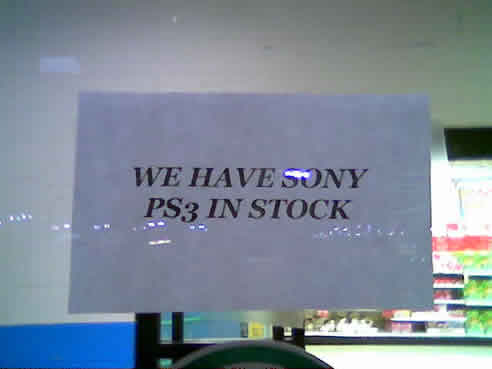 WE HAVE SONY
PS3 IN STOCK